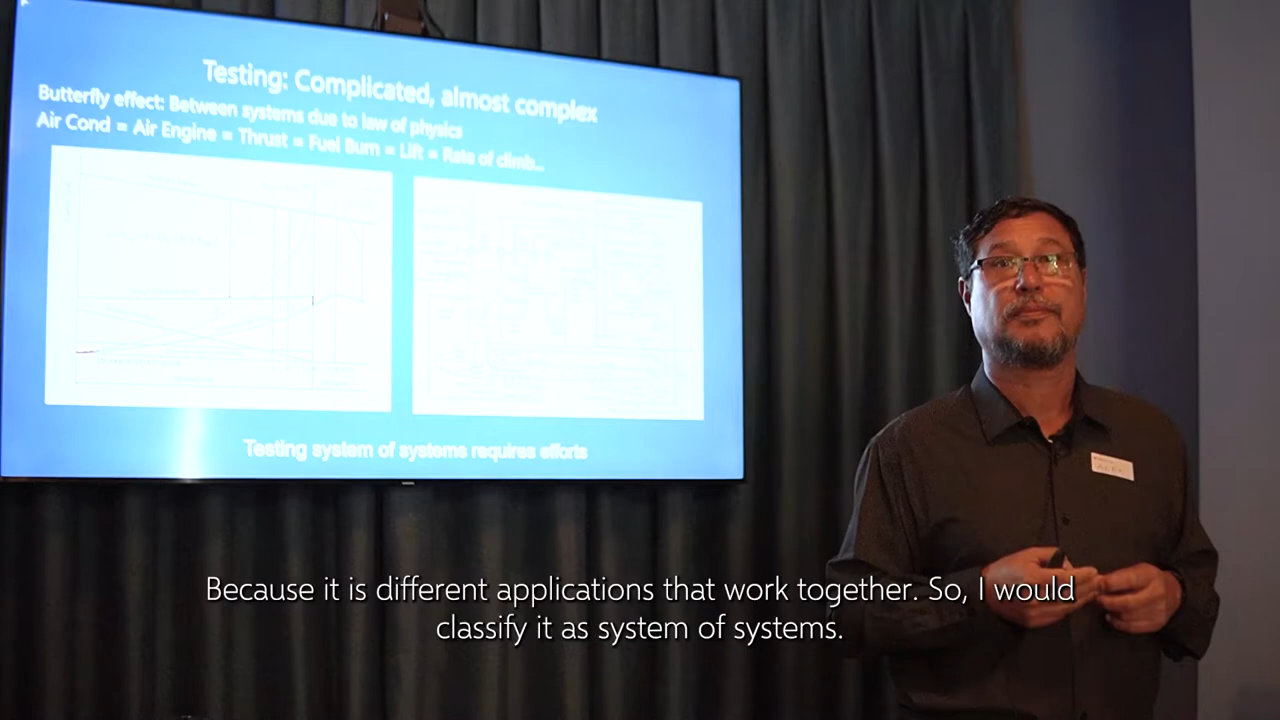 Testing: Complicated, almost complex
Butterfly effect: Between systems due to law of physics
Air Cond = Air Engine = Thrust = Fuel Burn = Lift = Rate of climb...
Testing system of systems requires efforts
ALEX
Because it is different applications that work together. So, I would
classify it as system of systems.